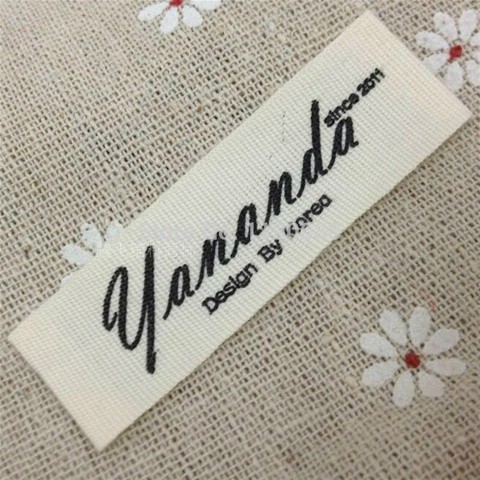 Yananda
since 2011
Design By Korea